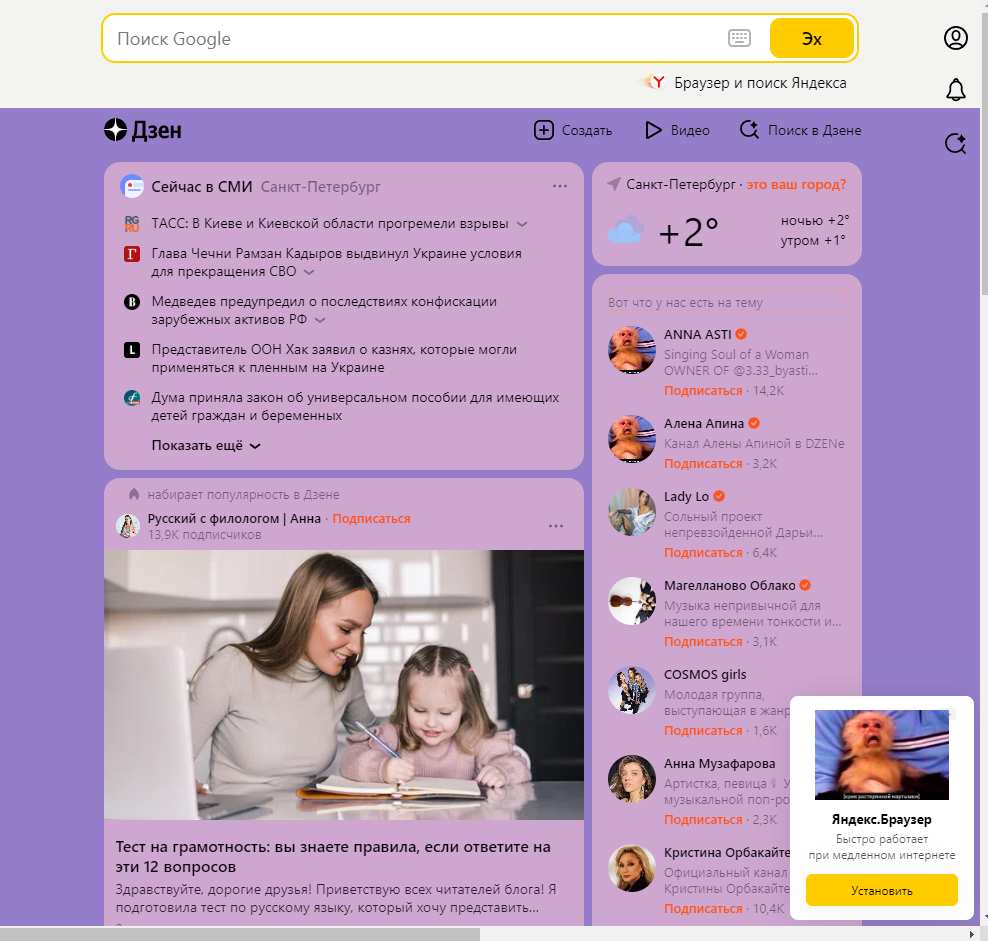 Поиск Google
Эх
Браузер и поиск Яндекса
Дзен
Создать
Видео
Поиск в Дзене
Сейчас в СМИ Санкт-Петербург
ТАСС: В Киеве и Киевской области прогремели взрывы
Глава Чечни Рамзан Кадыров выдвинул Украине условия
для прекращения СВО
Медведев предупредил о последствиях конфискации
зарубежных активов РФ
Представитель ООН Хак заявил о казнях, которые могли
применяться к пленным на Украине
Дума приняла закон об универсальном пособии для имеющих
детей граждан и беременных
Показать ещё
набирает популярность в Дзене
Русский с филологом | Анна · Подписаться
13,9K подписчиков
Тест на грамотность: вы знаете правила, если ответите на
эти 12 вопросов
Здравствуйте, дорогие друзья! Приветствую всех читателей блога! Я
подготовила тест по русскому языку, который хочу представить...
Санкт-Петербург · это ваш город?
+2°
ночью +2°
утром +1°
Вот что у нас есть на тему
ANNA ASTI
Singing Soul of a Woman
OWNER OF @3.33_byasti...
Подписаться · 14,2K
Алена Апина
Канал Алены Апиной в DZENe
Подписаться · 3,2K
Lady Lo
Сольный проект
непревзойденной Дарьи...
Подписаться · 6,4K
Магелланово Облако
Музыка непривычной для
нашего времени тонкости и...
Подписаться · 3,1K
COSMOS girls
Молодая группа,
выступающая в жанр
Подписаться · 1,6K
Анна Музафарова
Артистка, певица
музыкальной поп-ро
Подписаться · 2,3K
Кристина Орбакайте
Официальный канал
Кристины Орбакайте
Подписаться · 10,4K
[крик растерянной мартышки]
Яндекс.Браузер
Быстро работает
при медленном интернете
Установить